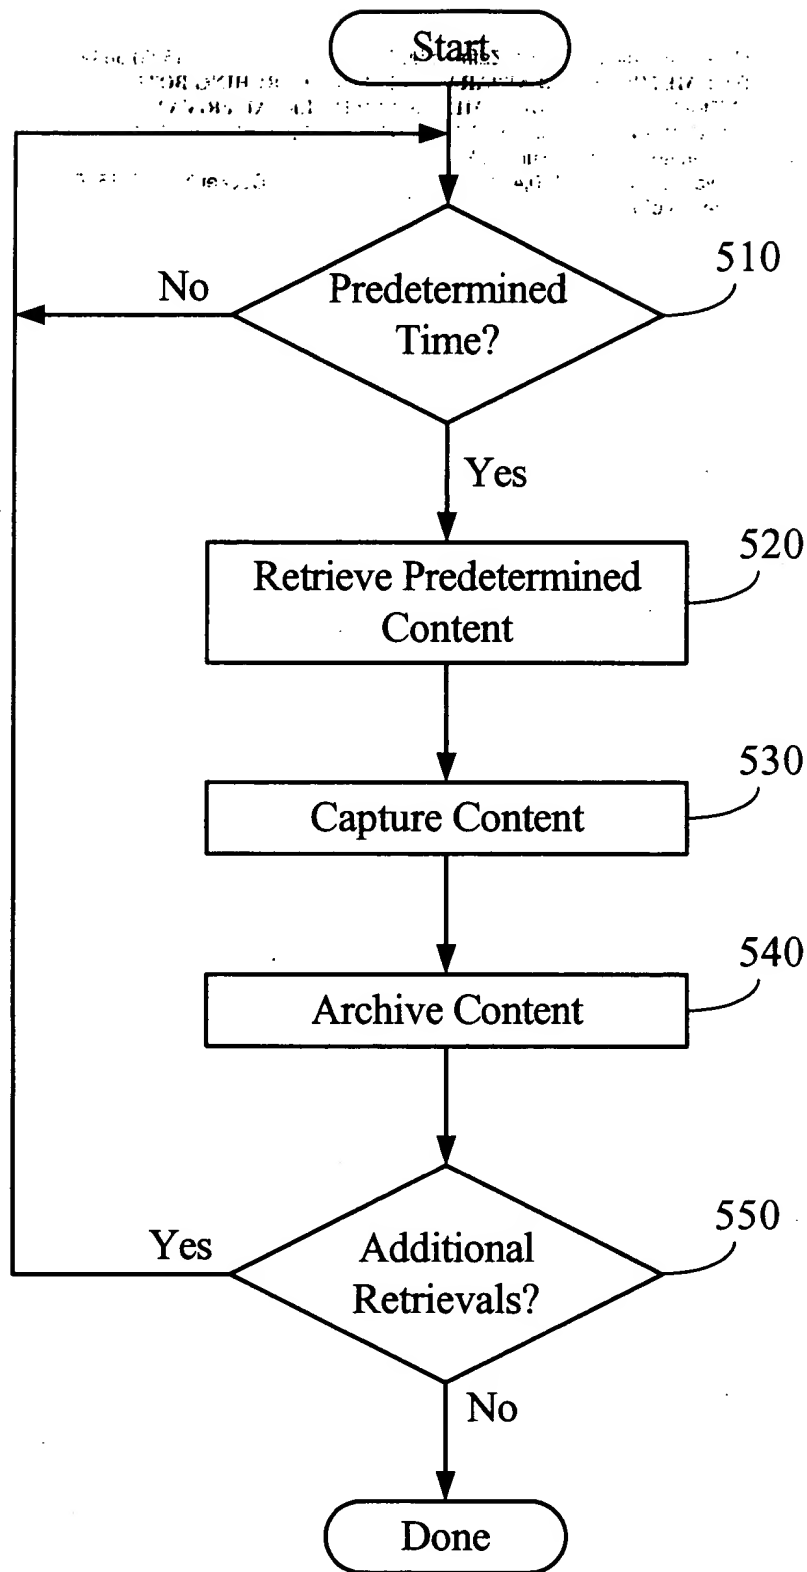 Start
510
No
Predetermined
Time?
Yes
520
Retrieve Predetermined
Content
530
Capture Content
540
Archive Content
550
Yes
Additional
Retrievals?
No
Done